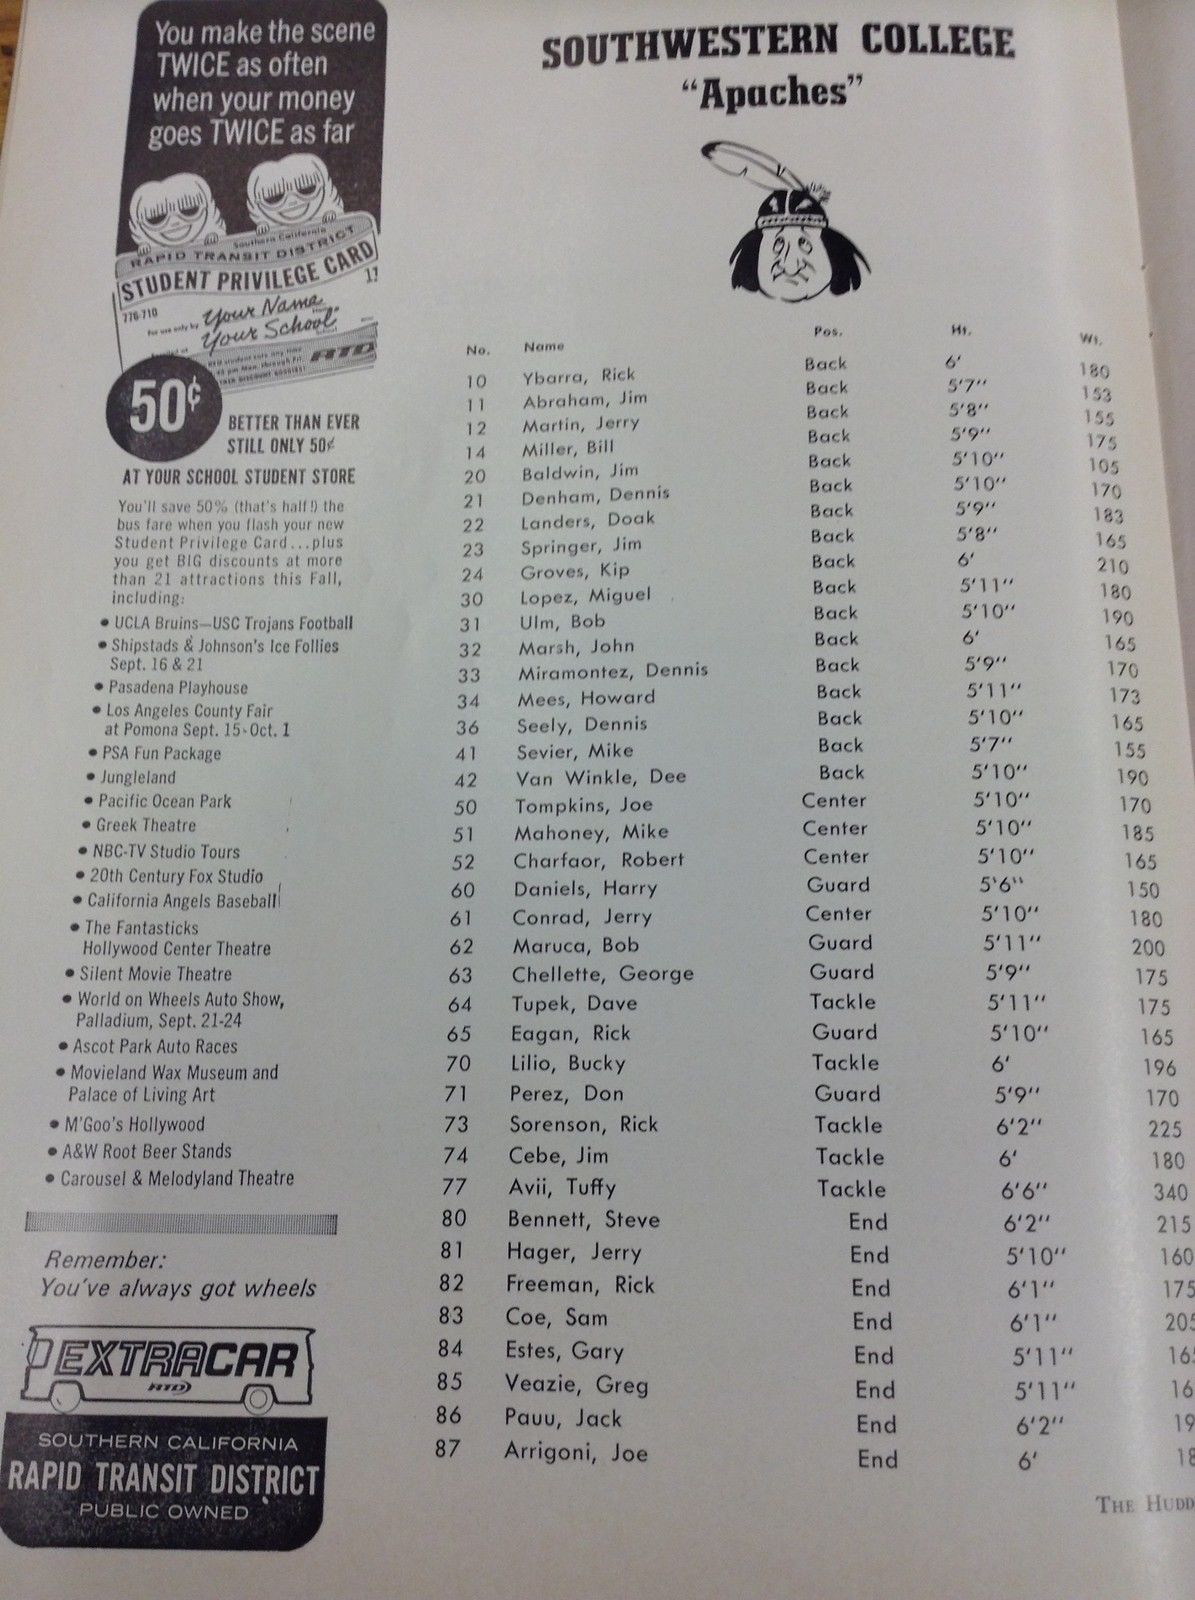 You make the scene
TWICE as often
when your money
goes TWICE as far
Southern California
RAPID TRANSIT DISTRICT
STUDENT PRIVILEGE CARD
776-710
For use only by Your Name
Your School
RTD
50¢
BETTER THAN EVER
STILL ONLY 50¢
AT YOUR SCHOOL STUDENT STORE
You'll save 50% (that's half!) the
bus fare when you flash your new
Student Privilege Card...plus
you get BIG discounts at more
than 21 attractions this Fall,
including:
• UCLA Bruins—USC Trojans Football
• Shipstads & Johnson's Ice Follies
Sept. 16 & 21
• Pasadena Playhouse
• Los Angeles County Fair
at Pomona Sept. 15-Oct. 1
• PSA Fun Package
• Jungleland
• Pacific Ocean Park
• Greek Theatre
• NBC-TV Studio Tours
• 20th Century Fox Studio
• California Angels Baseball
• The Fantasticks
Hollywood Center Theatre
• Silent Movie Theatre
• World on Wheels Auto Show,
Palladium, Sept. 21-24
• Ascot Park Auto Races
• Movieland Wax Museum and
Palace of Living Art
• M'Goo's Hollywood
• A&W Root Beer Stands
• Carousel & Melodyland Theatre
Remember:
You've always got wheels
EXTRACAR
RTD
SOUTHERN CALIFORNIA
RAPID TRANSIT DISTRICT
PUBLIC OWNED
SOUTHWESTERN COLLEGE
"Apaches"
No. Name Pos. Ht. Wt.
10 Ybarra, Rick Back 6' 180
11 Abraham, Jim Back 5'7" 153
12 Martin, Jerry Back 5'8" 155
14 Miller, Bill Back 5'9" 175
20 Baldwin, Jim Back 5'10" 105
21 Denham, Dennis Back 5'10" 170
22 Landers, Doak Back 5'9" 183
23 Springer, Jim Back 5'8" 165
24 Groves, Kip Back 6' 210
30 Lopez, Miguel Back 5'11" 180
31 Ulm, Bob Back 5'10" 190
32 Marsh, John Back 6' 165
33 Miramontez, Dennis Back 5'9" 170
34 Mees, Howard Back 5'11" 173
36 Seely, Dennis Back 5'10" 165
41 Sevier, Mike Back 5'7" 155
42 Van Winkle, Dee Back 5'10" 190
50 Tompkins, Joe Center 5'10" 170
51 Mahoney, Mike Center 5'10" 185
52 Charfaor, Robert Center 5'10" 165
60 Daniels, Harry Guard 5'6" 150
61 Conrad, Jerry Center 5'10" 180
62 Maruca, Bob Guard 5'11" 200
63 Chellette, George Guard 5'9" 175
64 Tupek, Dave Tackle 5'11" 175
65 Eagan, Rick Guard 5'10" 165
70 Lilio, Bucky Tackle 6' 196
71 Perez, Don Guard 5'9" 170
73 Sorenson, Rick Tackle 6'2" 225
74 Cebe, Jim Tackle 6' 180
77 Avii, Tuffy Tackle 6'6" 340
80 Bennett, Steve End 6'2" 215
81 Hager, Jerry End 5'10" 160
82 Freeman, Rick End 6'1" 175
83 Coe, Sam End 6'1" 205
84 Estes, Gary End 5'11" 16
85 Veazie, Greg End 5'11" 16
86 Pauu, Jack End 6'2" 19
87 Arrigoni, Joe End 6' 18
THE HUDD